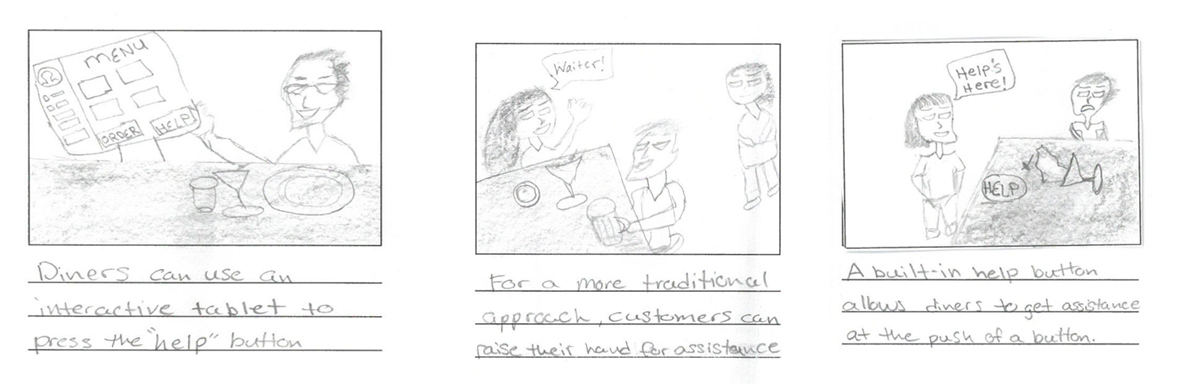 MENU
ORDER
HELP
Diners can use an
interactive tablet to
press the "help" button
Waiter!
For a more traditional
approach, customers can
raise their hand for assistance
Help's
Here!
HELP
A built-in help button
allows diners to get assistance
at the push of a button.